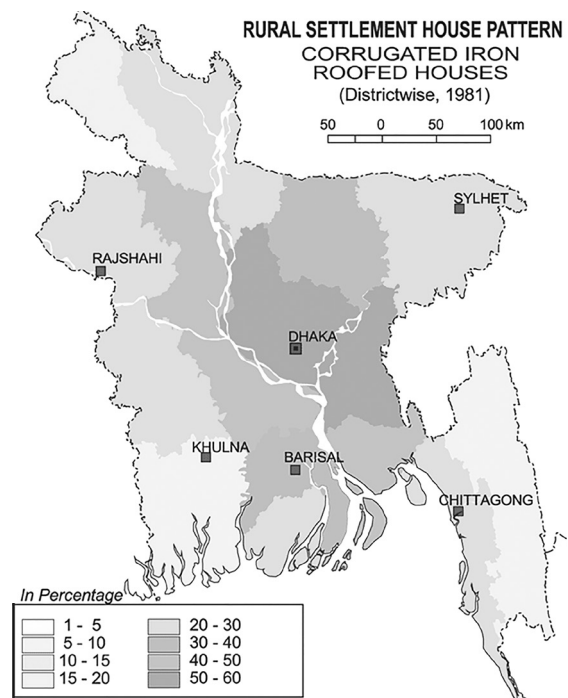 RURAL SETTLEMENT HOUSE PATTERN
CORRUGATED IRON
ROOFED HOUSES
(Districtwise, 1981)
50 0 50 100 km
SYLHET
RAJSHAHI
DHAKA
KHULNA
BARISAL
CHITTAGONG
In Percentage
1 - 5
5 - 10
10 - 15
15 - 20
20 - 30
30 - 40
40 - 50
50 - 60